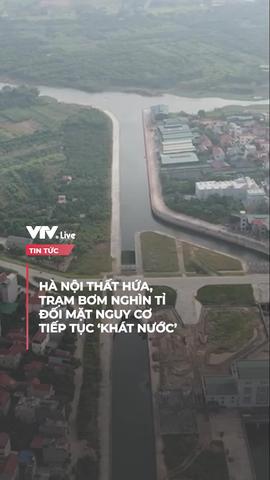 VTV.Live
TIN TỨC
HÀ NỘI THẤT HỨA,
TRẠM BƠM NGHÌN TỈ
ĐỐI MẶT NGUY CƠ
TIẾP TỤC ‘KHÁT NƯỚC’